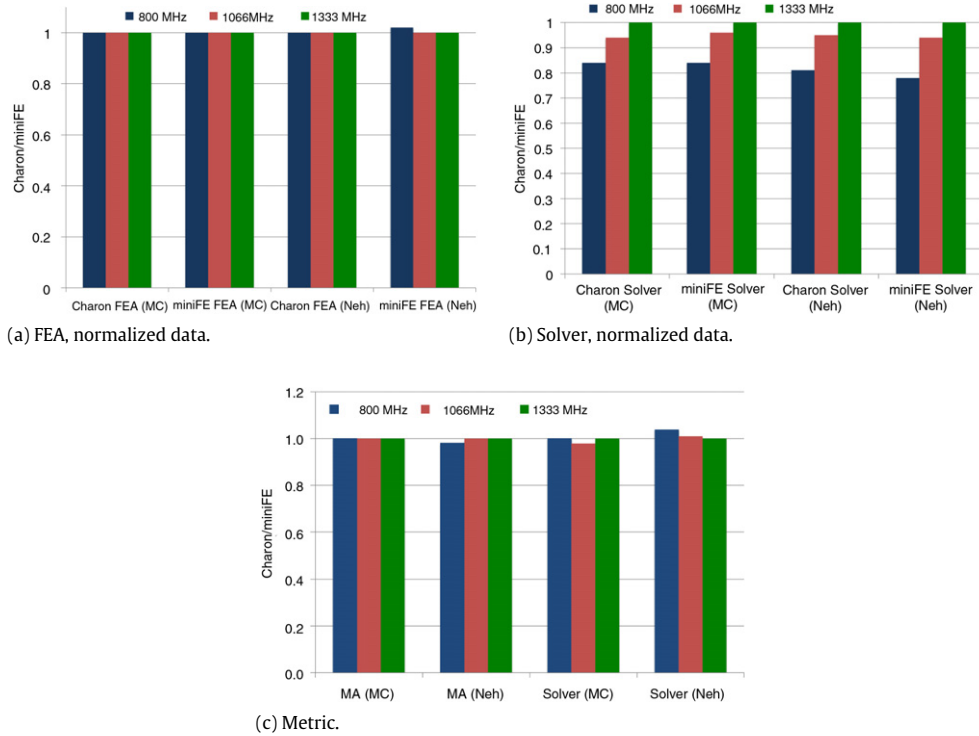 800 MHz 1066MHz 1333 MHz
Charon/miniFE
1
0.8
0.6
0.4
0.2
0
Charon FEA (MC) miniFE FEA (MC) Charon FEA (Neh) miniFE FEA (Neh)
(a) FEA, normalized data.
800 MHz 1066MHz 1333 MHz
Charon/miniFE
1
0.9
0.8
0.7
0.6
0.5
0.4
0.3
0.2
0.1
0
Charon Solver (MC)
miniFE Solver (MC)
Charon Solver (Neh)
miniFE Solver (Neh)
(b) Solver, normalized data.
800 MHz 1066MHz 1333 MHz
Charon/miniFE
1.2
1.0
0.8
0.6
0.4
0.2
0.0
MA (MC) MA (Neh) Solver (MC) Solver (Neh)
(c) Metric.